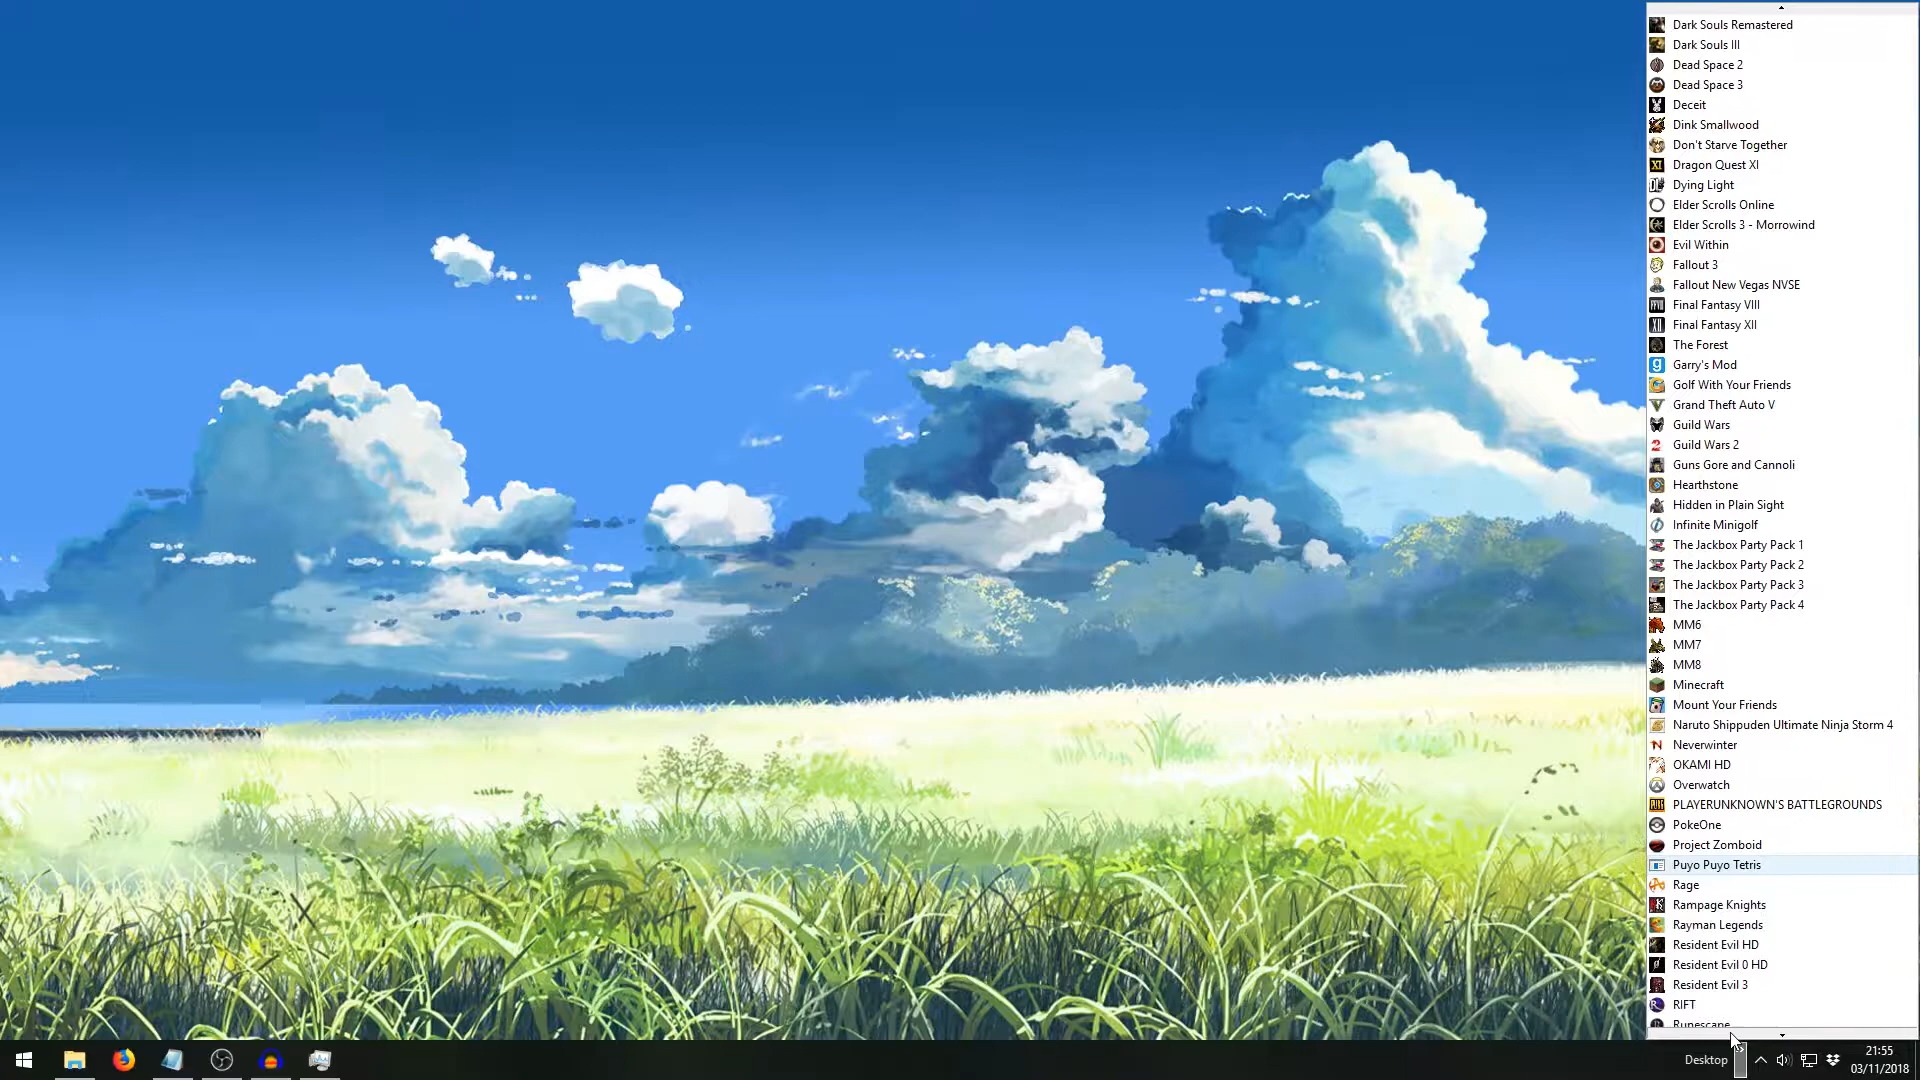 Dark Souls Remastered
Dark Souls III
Dead Space 2
Dead Space 3
Deceit
Dink Smallwood
Don't Starve Together
Dragon Quest XI
Dying Light
Elder Scrolls Online
Elder Scrolls 3 - Morrowind
Evil Within
Fallout 3
Fallout New Vegas NVSE
Final Fantasy VIII
Final Fantasy XII
The Forest
Garry's Mod
Golf With Your Friends
Grand Theft Auto V
Guild Wars
Guild Wars 2
Guns Gore and Cannoli
Hearthstone
Hidden in Plain Sight
Infinite Minigolf
The Jackbox Party Pack 1
The Jackbox Party Pack 2
The Jackbox Party Pack 3
The Jackbox Party Pack 4
MM6
MM7
MM8
Minecraft
Mount Your Friends
Naruto Shippuden Ultimate Ninja Storm 4
Neverwinter
OKAMI HD
Overwatch
PLAYERUNKNOWN'S BATTLEGROUNDS
PokeOne
Project Zomboid
Puyo Puyo Tetris
Rage
Rampage Knights
Rayman Legends
Resident Evil HD
Resident Evil 0 HD
Resident Evil 3
RIFT
Runescape
Desktop
21:55
03/11/2018